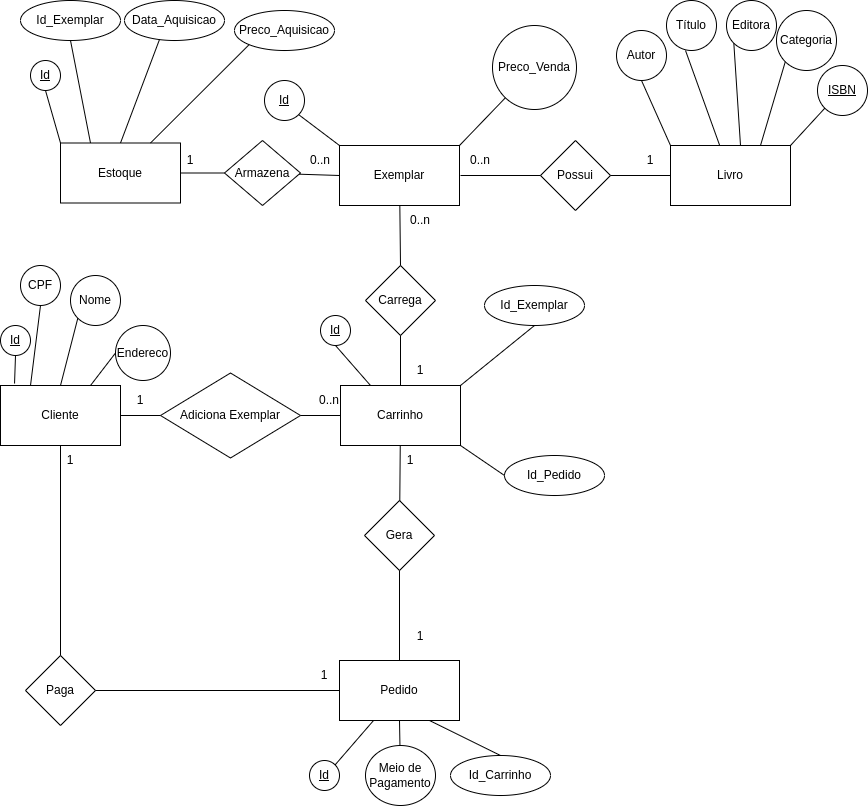 Id_Exemplar
Data_Aquisicao
Preco_Aquisicao
Id
Título
Editora
Autor
Categoria
ISBN
Preco_Venda
Id
Estoque
1
Armazena
0..n
Exemplar
0..n
Possui
1
Livro
0..n
Carrega
1
CPF
Nome
Id
Endereco
Id
Id_Exemplar
Cliente
1
Adiciona Exemplar
0..n
Carrinho
Id_Pedido
1
1
Gera
1
Paga
1
Pedido
Id
Meio de
Pagamento
Id_Carrinho